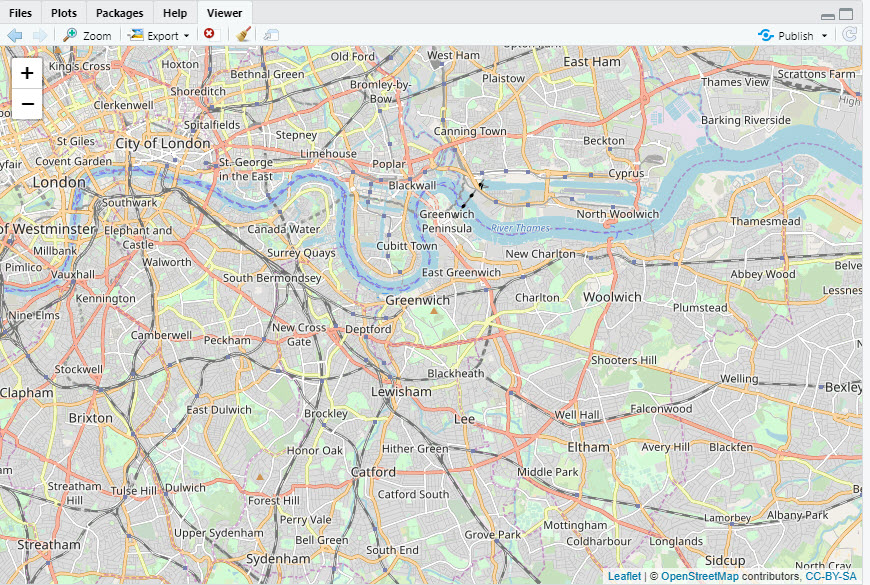 Files Plots Packages Help Viewer
Zoom Export Publish
+
−
King's Cross
Hoxton
Old Ford
West Ham
East Ham
Bethnal Green
Plaistow
Thames View
Scrattons Farm
Shoreditch
Bromley-by-
Bow
High
Clerkenwell
Spitalfields
Canning Town
Barking Riverside
St Giles
City of London
Stepney
Beckton
Limehouse
yfair
Covent Garden
St. George
in the East
Poplar
Cyprus
London
Blackwall
Southwark
Greenwich
Peninsula
North Woolwich
of Westminster
Elephant and
Castle
Canada Water
River Thames
Thamesmead
Millbank
Cubitt Town
Surrey Quays
New Charlton
Pimlico
Walworth
Vauxhall
South Bermondsey
East Greenwich
Abbey Wood
Belve
Kennington
Greenwich
Charlton
Woolwich
Lessnes
Plumstead
Nine Elms
New Cross
Gate
Deptford
Camberwell
Peckham
Shooters Hill
Stockwell
Blackheath
Welling
Bexley
Clapham
Lewisham
East Dulwich
Brockley
Falconwood
Brixton
Lee
Well Hall
Honor Oak
Hither Green
Eltham
Avery Hill
Blackfen
am
Catford
Middle Park
Streatham
Hill
Tulse Hill
Dulwich
Catford South
Forest Hill
Perry Vale
Lamorbey
Albany Park
Mottingham
Upper Sydenham
Bell Green
Grove Park
Coldharbour
Longlands
Streatham
South End
Sydenham
Sidcup
North Cray
Leaflet | © OpenStreetMap contributors, CC-BY-SA